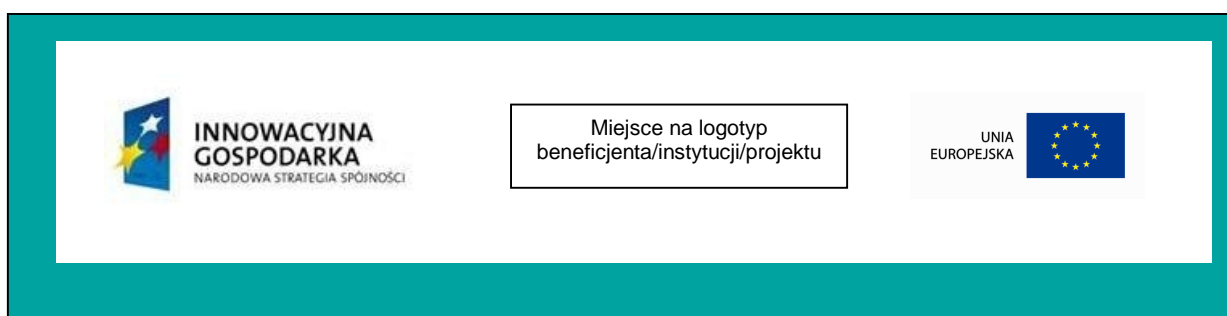 INNOWACYJNA
GOSPODARKA
NARODOWA STRATEGIA SPÓJNOŚCI
Miejsce na logotyp
beneficjenta/instytucji/projektu
UNIA
EUROPEJSKA